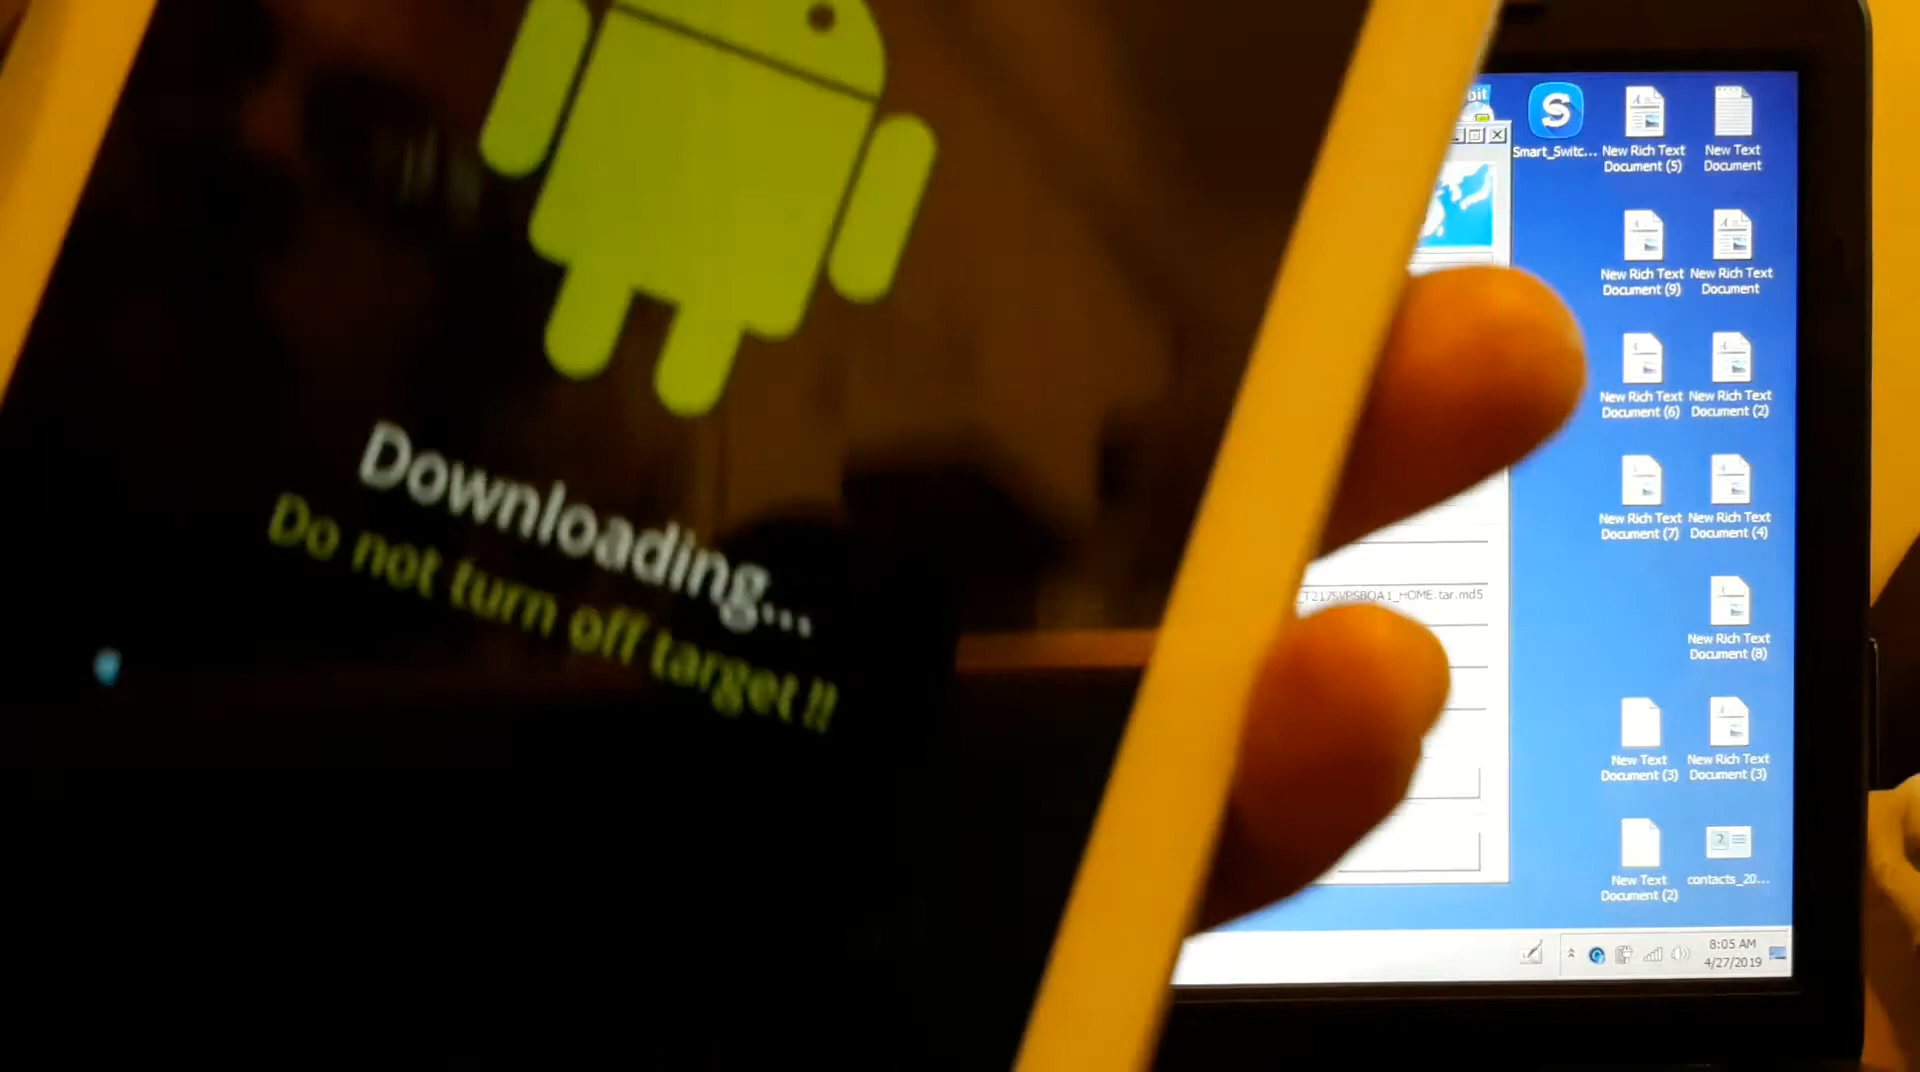 Downloading...
Do not turn off target !!
bit
S
Smart_Switc...
New Rich Text
Document (5)
New Text
Document
New Rich Text
Document (9)
New Rich Text
Document
New Rich Text
Document (6)
New Rich Text
Document (2)
New Rich Text
Document (7)
New Rich Text
Document (4)
New Rich Text
Document (8)
New Text
Document (3)
New Rich Text
Document (3)
New Text
Document (2)
contacts_20...
8:05 AM
4/27/2019